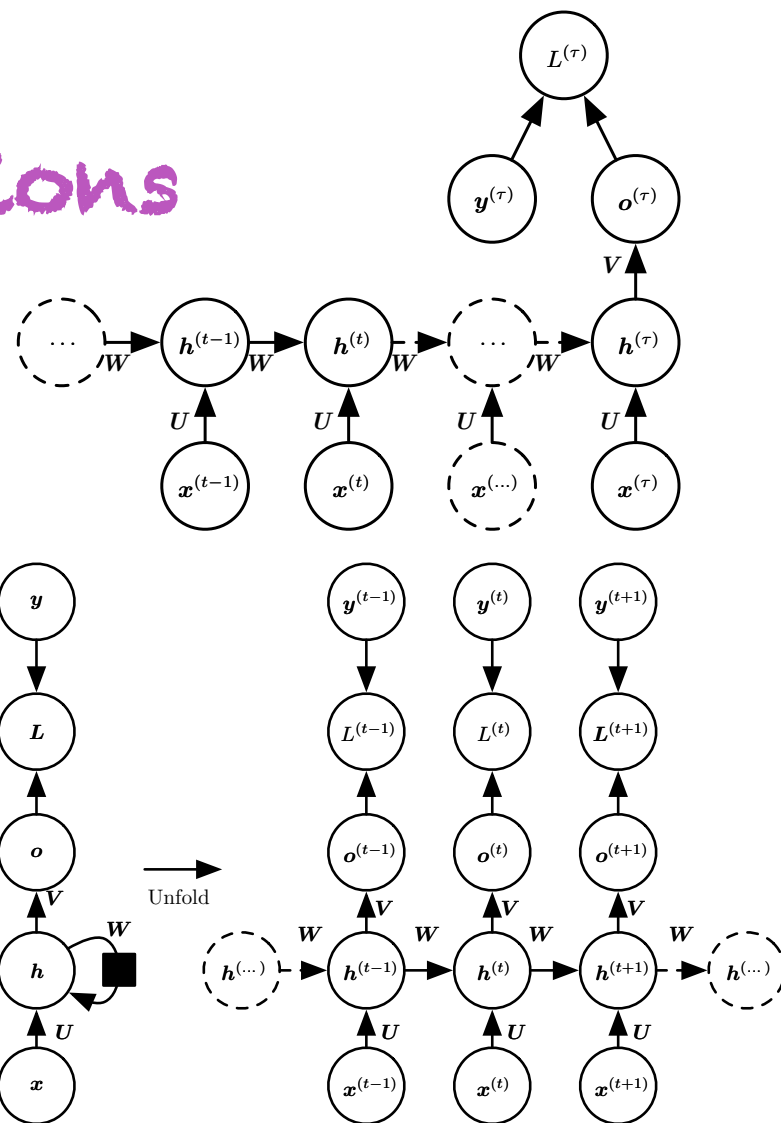 L^(τ)
ions
y^(τ) o^(τ)
V
... h^(t−1) h^(t) ... h^(τ)
W W W W
U U U U
x^(t−1) x^(t) x^(...) x^(τ)
y y^(t−1) y^(t) y^(t+1)
L L^(t−1) L^(t) L^(t+1)
o o^(t−1) o^(t) o^(t+1)
Unfold
V V V V
W W W W W
h h^(...) h^(t−1) h^(t) h^(t+1) h^(...)
U U U U
x x^(t−1) x^(t) x^(t+1)